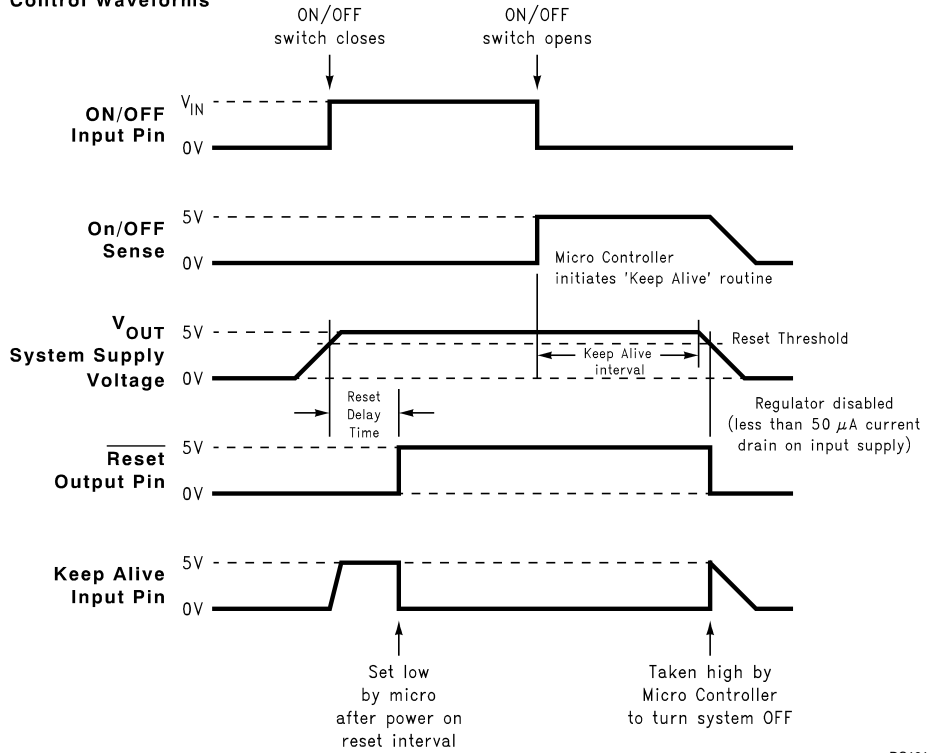 Control Waveforms
ON/OFF
switch closes
ON/OFF
switch opens
ON/OFF
Input Pin
VIN
0V
On/OFF
Sense
5V
0V
Micro Controller
initiates 'Keep Alive' routine
VOUT
System Supply
Voltage
5V
0V
Reset Threshold
Keep Alive
interval
Reset
Delay
Time
Regulator disabled
(less than 50 μA current
drain on input supply)
Reset
Output Pin
5V
0V
Keep Alive
Input Pin
5V
0V
Set low
by micro
after power on
reset interval
Taken high by
Micro Controller
to turn system OFF